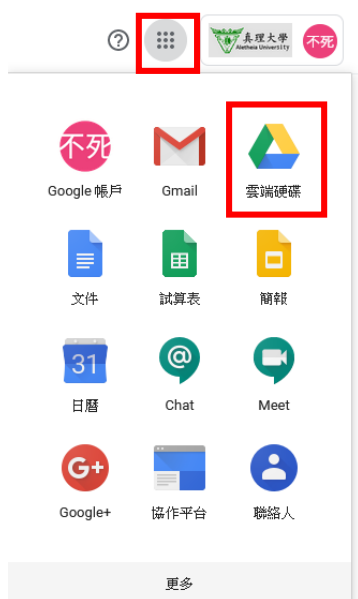 真理大學
Aletheia University
不死
不死
Google 帳戶
Gmail
雲端硬碟
文件
試算表
簡報
31
日曆
@
Chat
Meet
G+
Google+
協作平台
聯絡人
更多